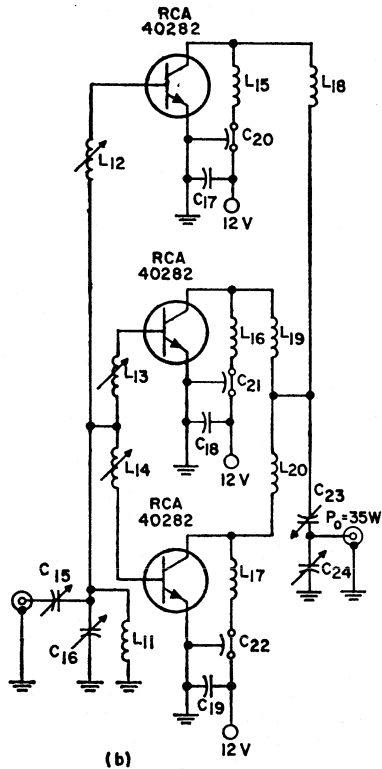 RCA
40282
L15
L18
C20
L12
C17
12 V
RCA
40282
L16
L19
L13
C21
C18
L14
12 V
L20
RCA
40282
C23
Po=35W
L17
C24
C15
C16
L11
C22
C19
12 V
(b)